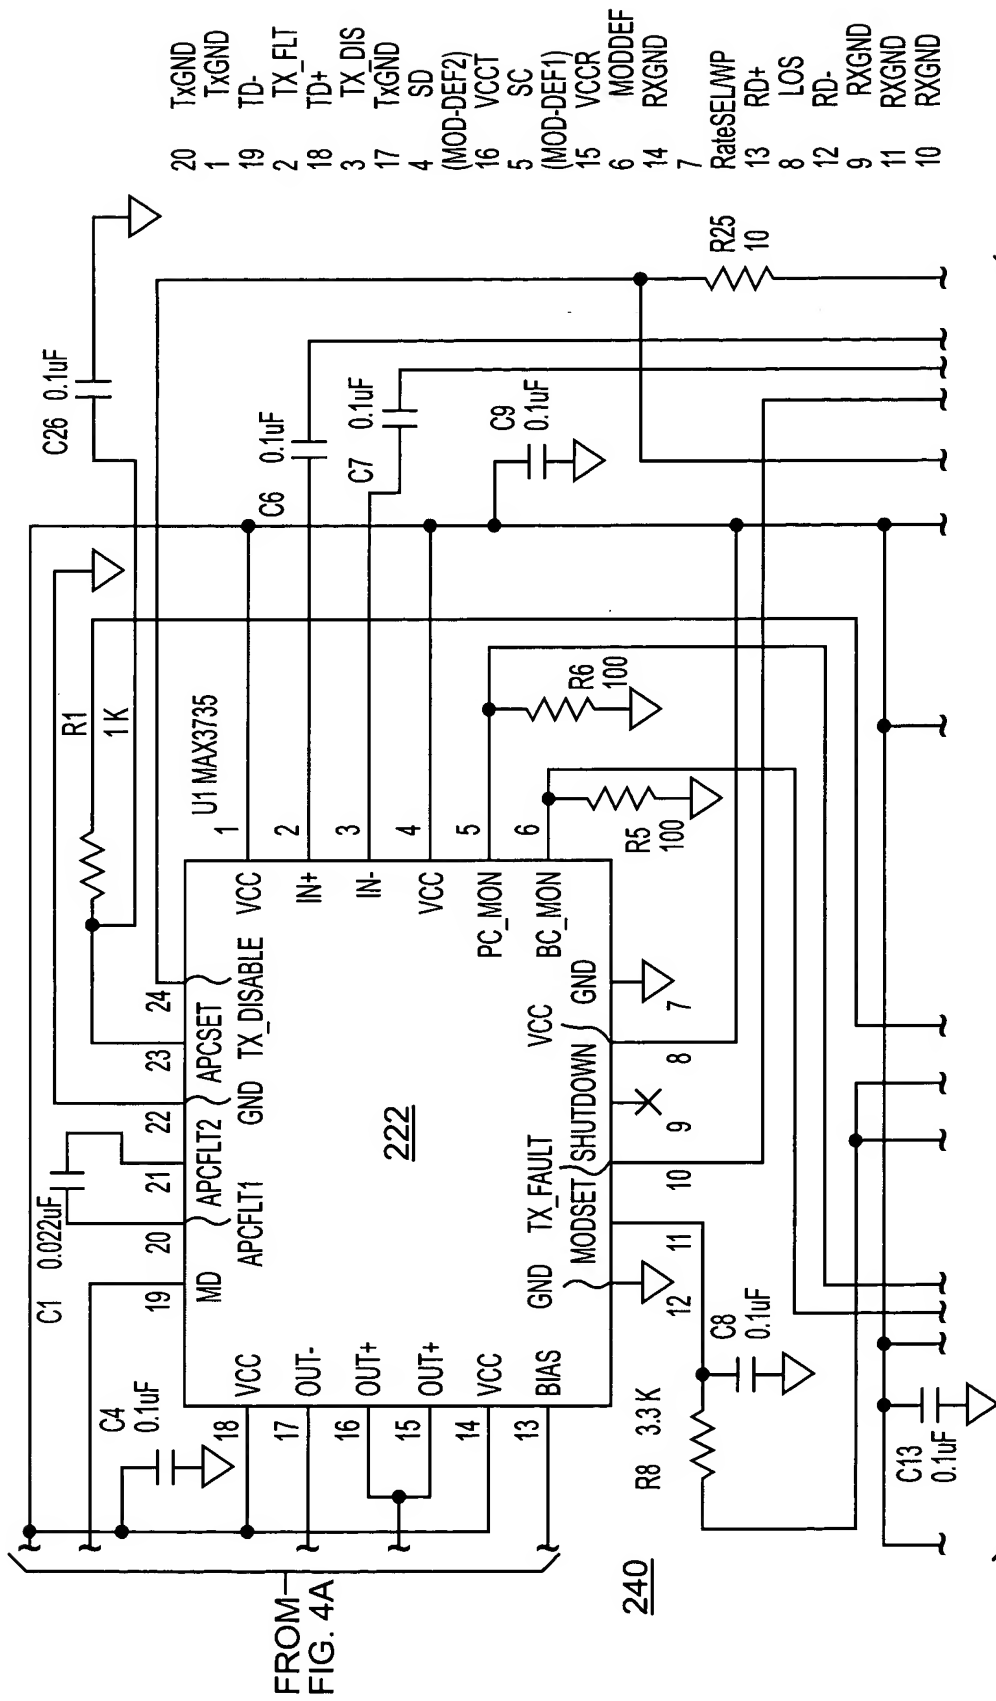 20 TxGND
1 TxGND
19 TD-
2 TX_FLT
18 TD+
3 TX_DIS
17 TxGND
4 SD
(MOD-DEF2)
16 VCCT
5 SC
(MOD-DEF1)
15 VCCR
6 MODDEF
14 RXGND
7
RateSEL/WP
13 RD+
8 LOS
12 RD-
9 RXGND
11 RXGND
10 RXGND
C26 0.1uF
R1
1K
C6 0.1uF
C7 0.1uF
C9
0.1uF
R25
10
U1 MAX3735
C1 0.022uF
C4
0.1uF
19 MD
20 APCFLT1
21 APCFLT2
22 GND
23 APCSET
24 TX_DISABLE
1 VCC
2 IN+
3 IN-
4 VCC
5 PC_MON
6 BC_MON
R6
100
R5
100
222
18 VCC
17 OUT-
16 OUT+
15 OUT+
14 VCC
13 BIAS
12 GND
11 MODSET
10 TX_FAULT
9 SHUTDOWN
8 VCC
7 GND
R8 3.3 K
C8
0.1uF
C13
0.1uF
FROM
FIG. 4A
240